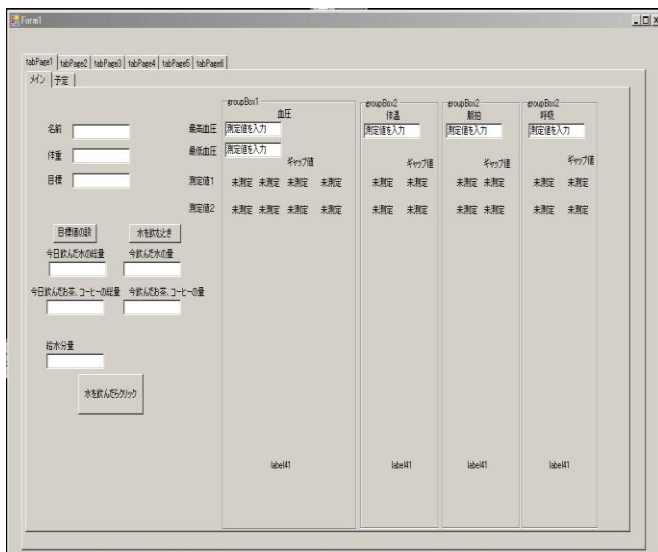 Form1
tabPage1 tabPage2 tabPage3 tabPage4 tabPage5 tabPage6
メイン 予定
groupBox1 groupBox2 groupBox2 groupBox2
血圧 体温 脈拍 呼吸
名前 最高血圧 測定値を入力 測定値を入力 測定値を入力 測定値を入力
体重 最低血圧 測定値を入力
ギャップ値 ギャップ値 ギャップ値 ギャップ値
目標 測定値1 未測定 未測定 未測定 未測定 未測定 未測定 未測定 未測定 未測定 未測定
測定値2 未測定 未測定 未測定 未測定 未測定 未測定 未測定 未測定 未測定 未測定
目標値の設 水を飲むとき
今日飲んだ水の総量 今飲んだ水の量
今日飲んだお茶、コーヒーの総量 今飲んだお茶、コーヒーの量
給水分量
水を飲んだらクリック
label41 label41 label41 label41